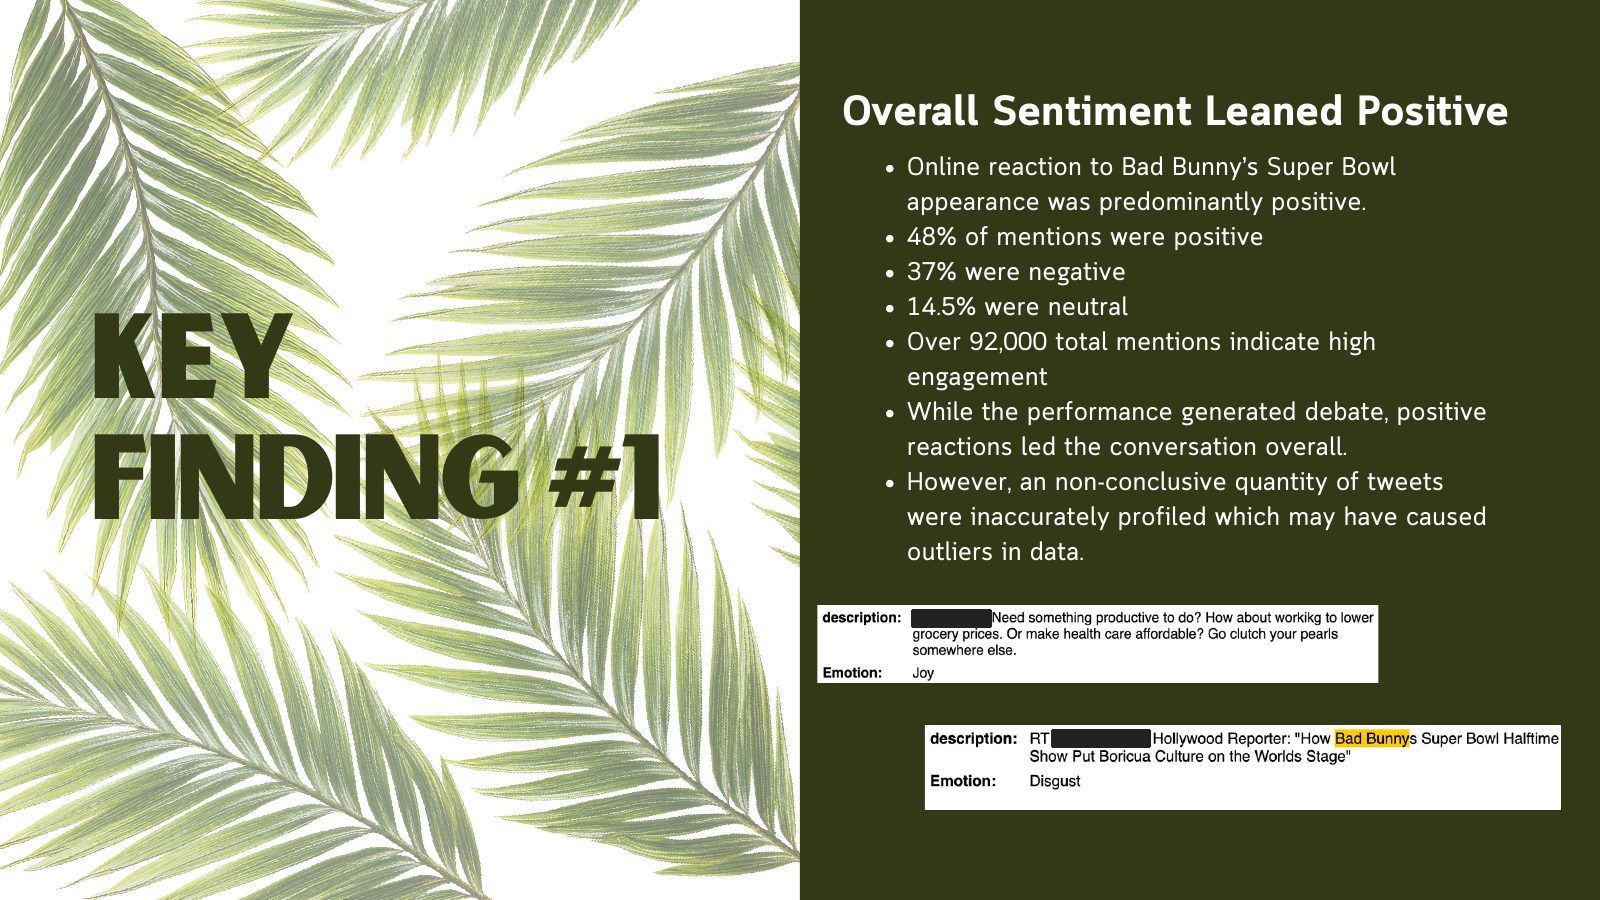 KEY
FINDING #1
Overall Sentiment Leaned Positive
• Online reaction to Bad Bunny’s Super Bowl
appearance was predominantly positive.
• 48% of mentions were positive
• 37% were negative
• 14.5% were neutral
• Over 92,000 total mentions indicate high
engagement
• While the performance generated debate, positive
reactions led the conversation overall.
• However, an non-conclusive quantity of tweets
were inaccurately profiled which may have caused
outliers in data.
description: Need something productive to do? How about workikg to lower
grocery prices. Or make health care affordable? Go clutch your pearls
somewhere else.
Emotion: Joy
description: RT Hollywood Reporter: "How Bad Bunnys Super Bowl Halftime
Show Put Boricua Culture on the Worlds Stage"
Emotion: Disgust